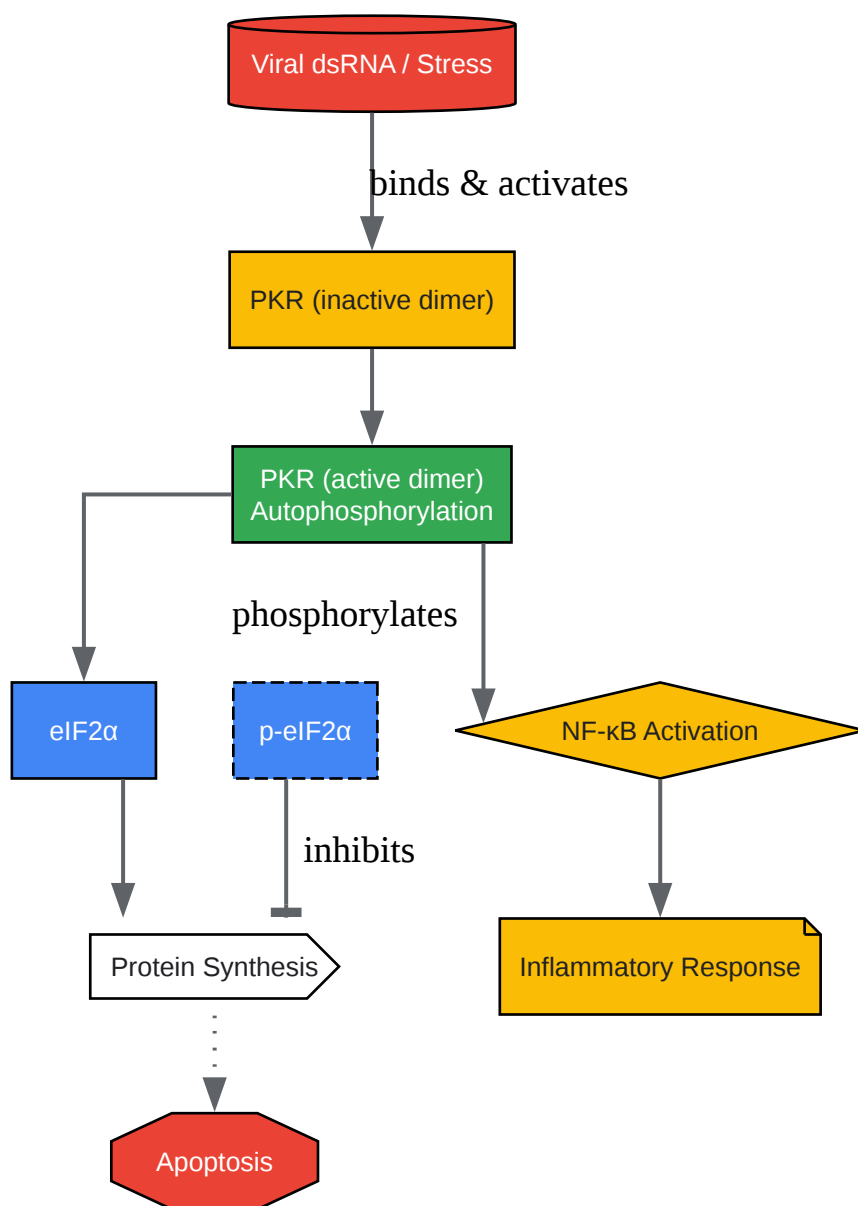 Viral dsRNA / Stress
binds & activates
PKR (inactive dimer)
PKR (active dimer)
Autophosphorylation
phosphorylates
eIF2α
p-eIF2α
NF-κB Activation
inhibits
Protein Synthesis
Inflammatory Response
Apoptosis